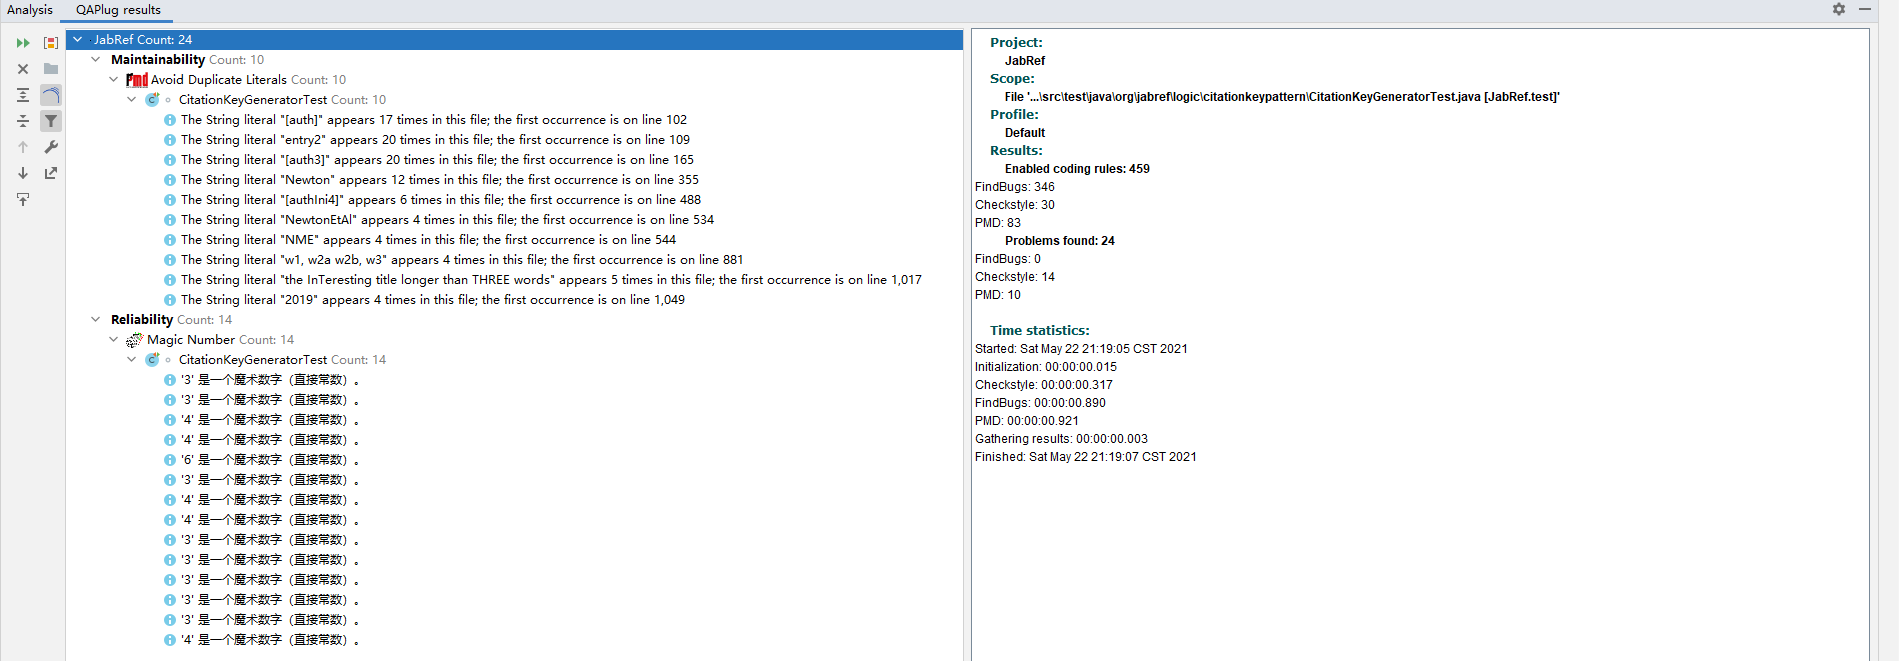 Analysis QAPlug results
JabRef Count: 24
Maintainability Count: 10
Pmd Avoid Duplicate Literals Count: 10
CitationKeyGeneratorTest Count: 10
The String literal "[auth]" appears 17 times in this file; the first occurrence is on line 102
The String literal "entry2" appears 20 times in this file; the first occurrence is on line 109
The String literal "[auth3]" appears 20 times in this file; the first occurrence is on line 165
The String literal "Newton" appears 12 times in this file; the first occurrence is on line 355
The String literal "[authIni4]" appears 6 times in this file; the first occurrence is on line 488
The String literal "NewtonEtAl" appears 4 times in this file; the first occurrence is on line 534
The String literal "NME" appears 4 times in this file; the first occurrence is on line 544
The String literal "w1, w2a w2b, w3" appears 4 times in this file; the first occurrence is on line 881
The String literal "the InTeresting title longer than THREE words" appears 5 times in this file; the first occurrence is on line 1,017
The String literal "2019" appears 4 times in this file; the first occurrence is on line 1,049
Reliability Count: 14
Magic Number Count: 14
CitationKeyGeneratorTest Count: 14
'3' 是一个魔术数字（直接常数）。
'3' 是一个魔术数字（直接常数）。
'4' 是一个魔术数字（直接常数）。
'4' 是一个魔术数字（直接常数）。
'6' 是一个魔术数字（直接常数）。
'3' 是一个魔术数字（直接常数）。
'4' 是一个魔术数字（直接常数）。
'4' 是一个魔术数字（直接常数）。
'3' 是一个魔术数字（直接常数）。
'3' 是一个魔术数字（直接常数）。
'3' 是一个魔术数字（直接常数）。
'3' 是一个魔术数字（直接常数）。
'3' 是一个魔术数字（直接常数）。
'4' 是一个魔术数字（直接常数）。
Project:
JabRef
Scope:
File '...\src\test\java\org\jabref\logic\citationkeypattern\CitationKeyGeneratorTest.java [JabRef.test]'
Profile:
Default
Results:
Enabled coding rules: 459
FindBugs: 346
Checkstyle: 30
PMD: 83
Problems found: 24
FindBugs: 0
Checkstyle: 14
PMD: 10
Time statistics:
Started: Sat May 22 21:19:05 CST 2021
Initialization: 00:00:00.015
Checkstyle: 00:00:00.317
FindBugs: 00:00:00.890
PMD: 00:00:00.921
Gathering results: 00:00:00.003
Finished: Sat May 22 21:19:07 CST 2021